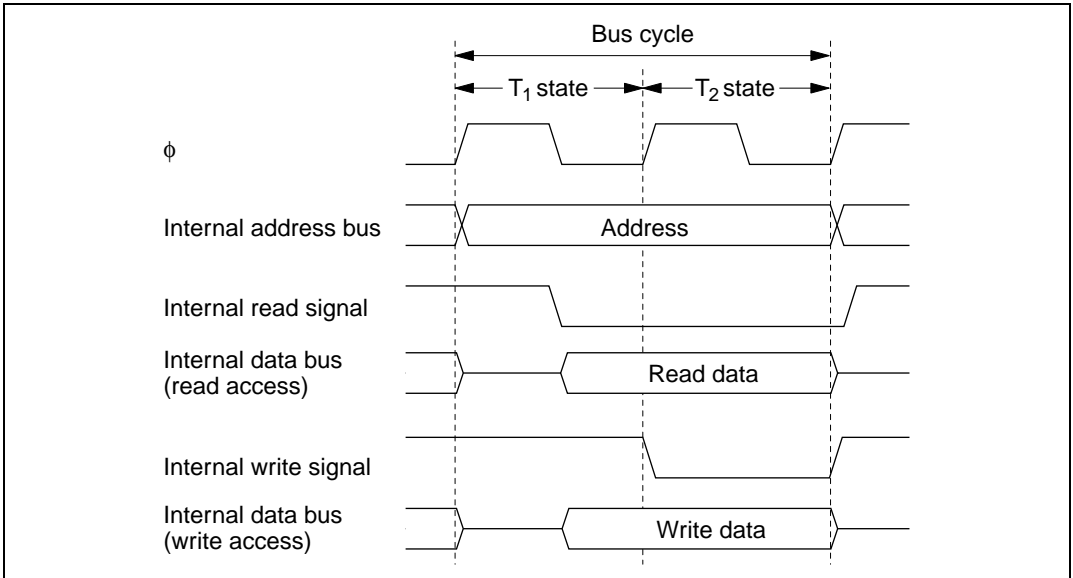 Bus cycle
T₁ state
T₂ state
φ
Internal address bus
Address
Internal read signal
Internal data bus
(read access)
Read data
Internal write signal
Internal data bus
(write access)
Write data